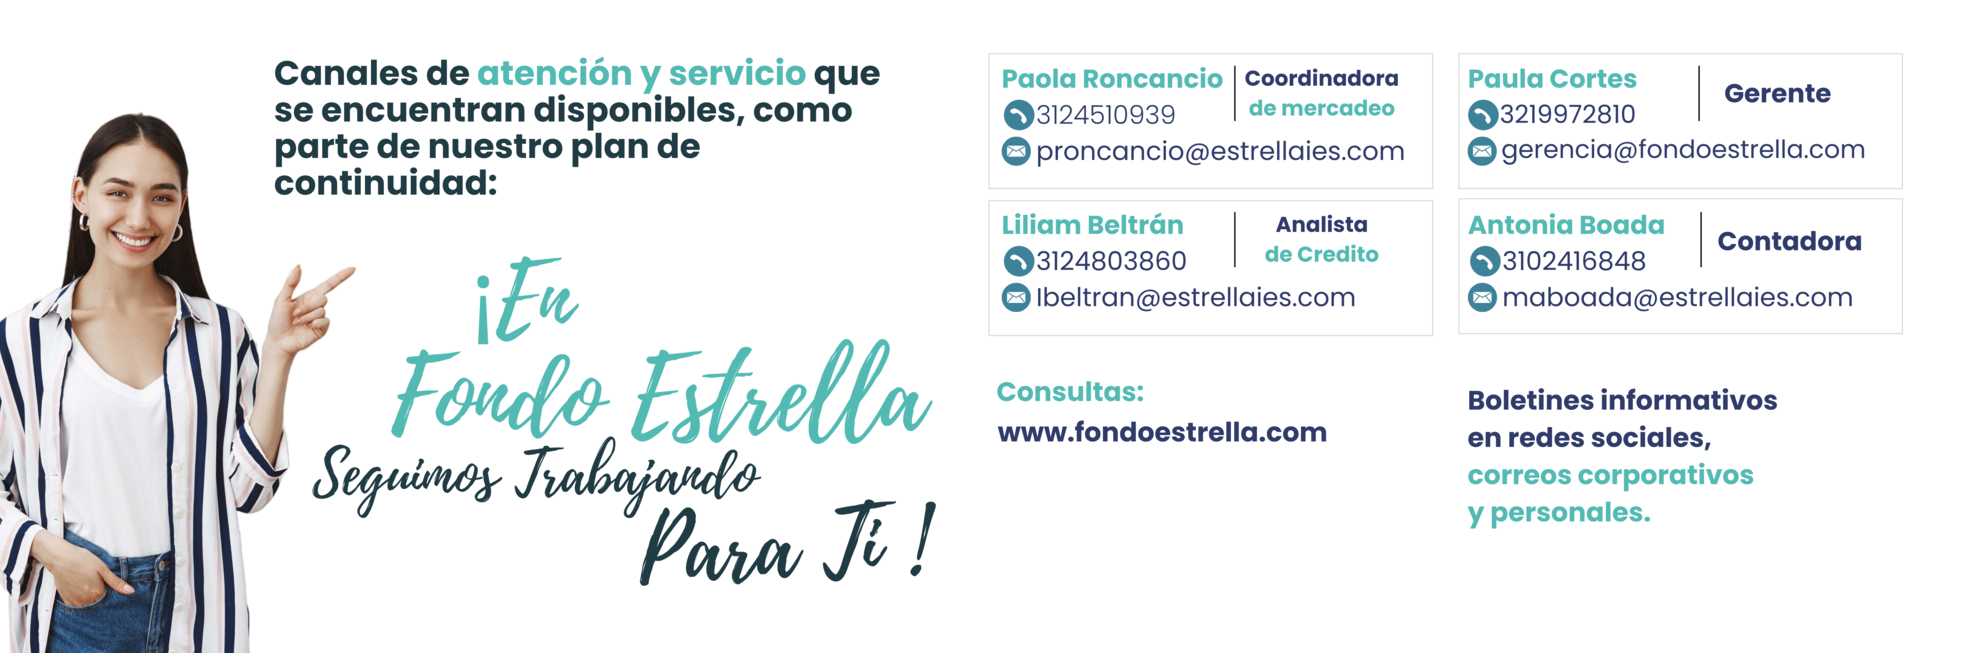 Canales de atención y servicio que
se encuentran disponibles, como
parte de nuestro plan de
continuidad:
¡En
Fondo Estrella
Seguimos Trabajando
Para Ti !
Paola Roncancio
Coordinadora
de mercadeo
3124510939
proncancio@estrellaies.com
Paula Cortes
Gerente
3219972810
gerencia@fondoestrella.com
Liliam Beltrán
Analista
de Credito
3124803860
lbeltran@estrellaies.com
Antonia Boada
Contadora
3102416848
maboada@estrellaies.com
Consultas:
www.fondoestrella.com
Boletines informativos
en redes sociales,
correos corporativos
y personales.